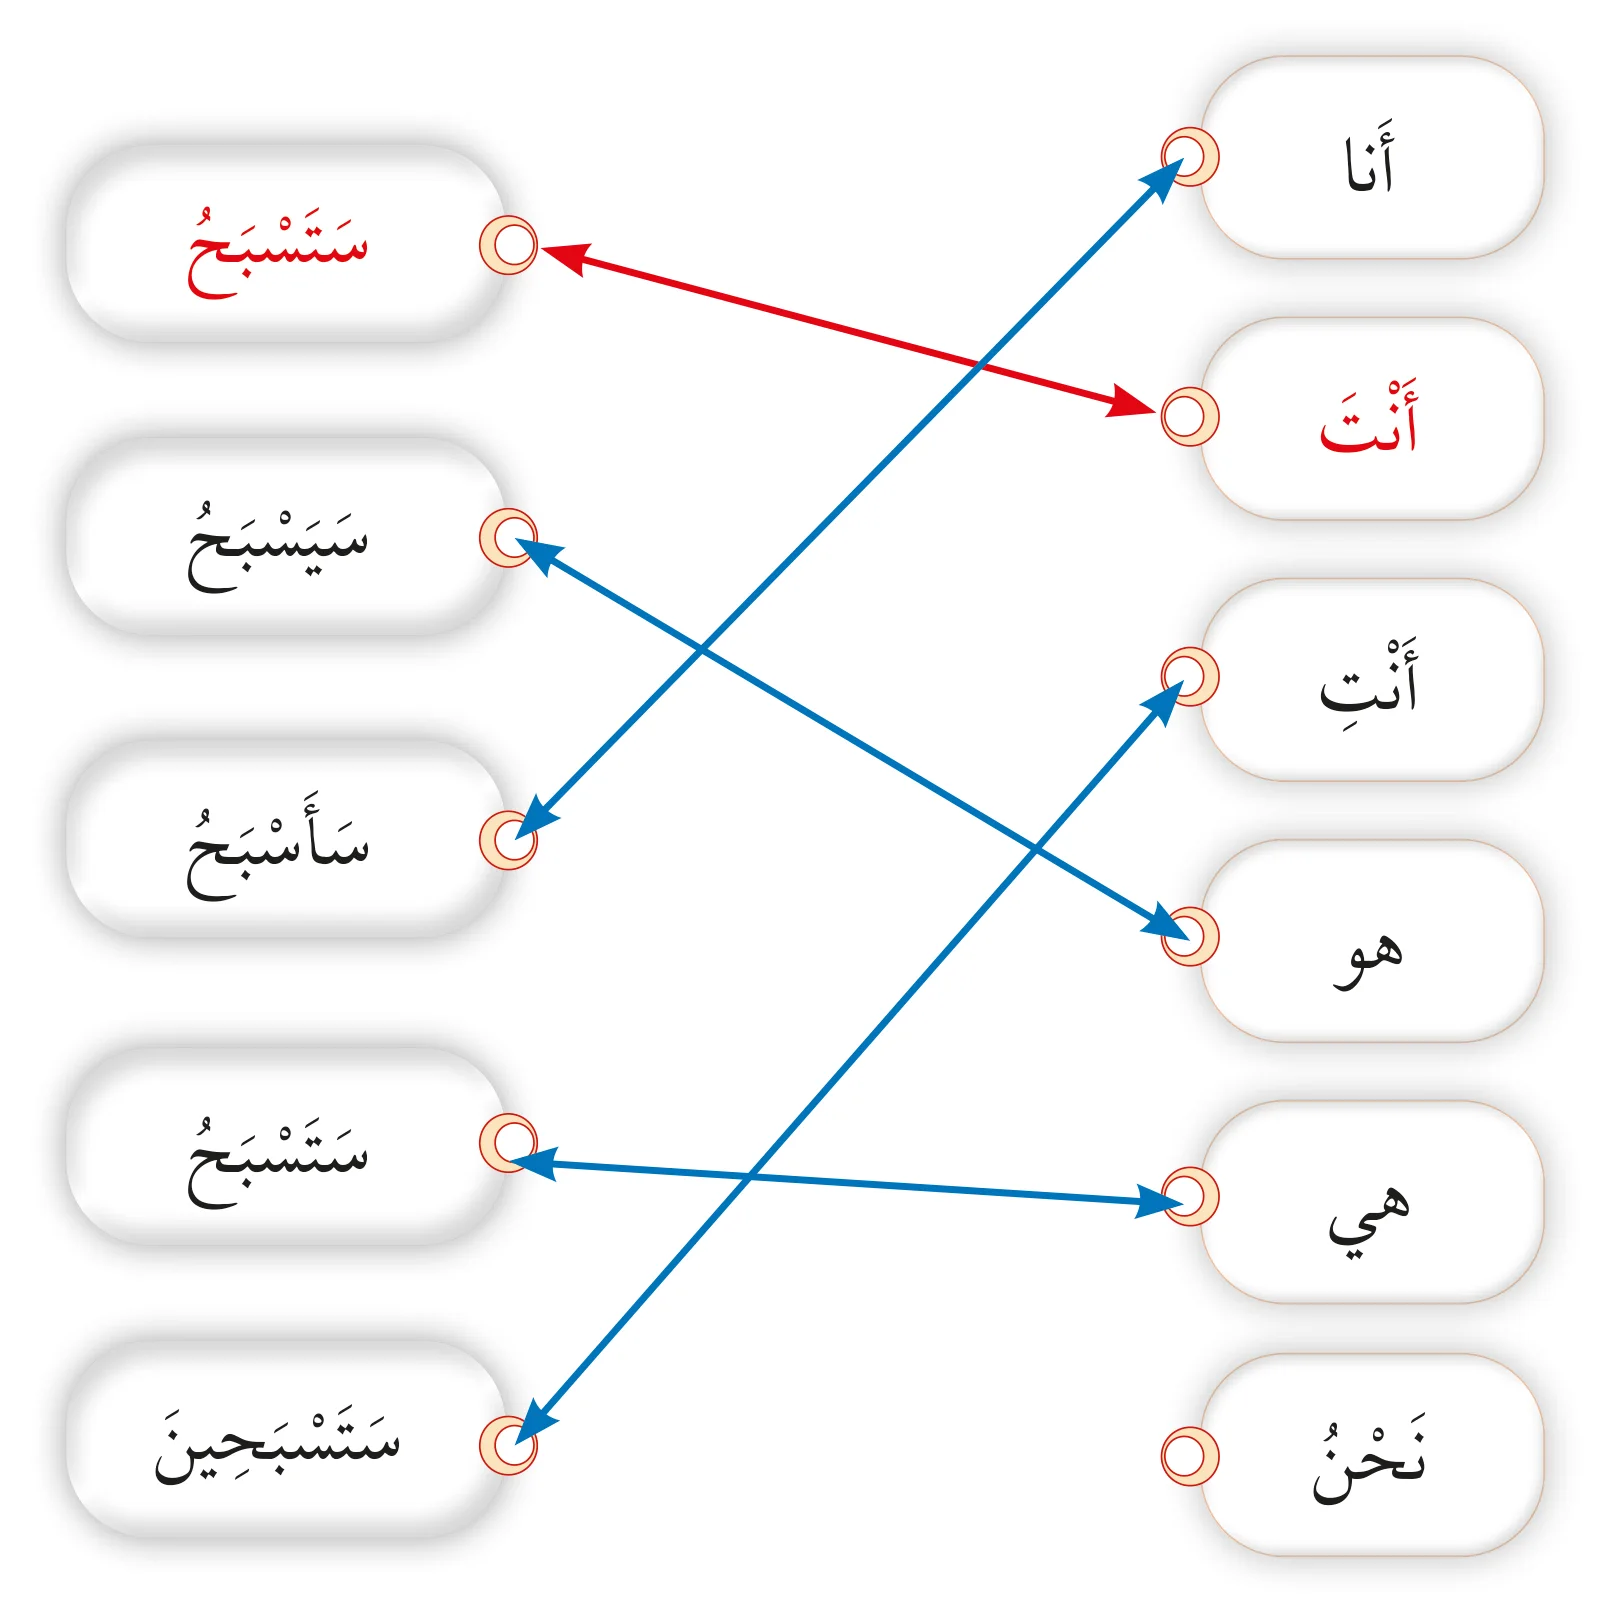 أَنا
أَنْتَ
أَنْتِ
هو
هي
نَحْنُ
سَتَسْبَحُ
سَيَسْبَحُ
سَأَسْبَحُ
سَتَسْبَحُ
سَتَسْبَحِينَ